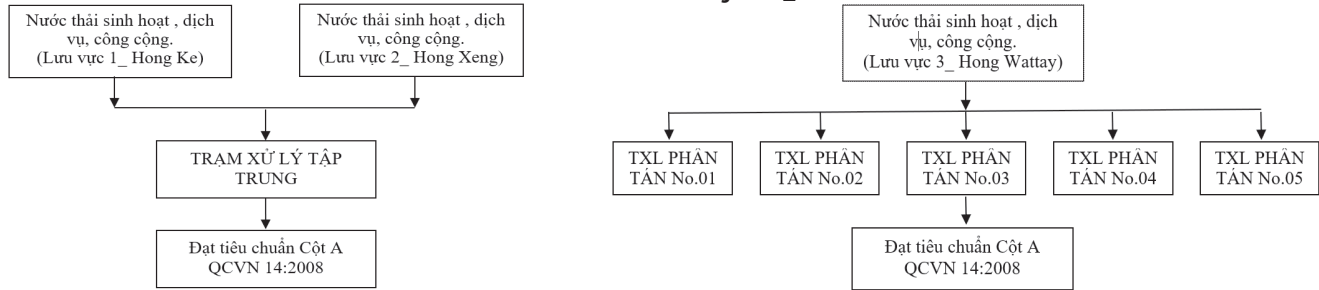 Nước thải sinh hoạt , dịch
vụ, công cộng.
(Lưu vực 1_ Hong Ke)
Nước thải sinh hoạt , dịch
vụ, công cộng.
(Lưu vực 2_ Hong Xeng)
TRẠM XỬ LÝ TẬP
TRUNG
Đạt tiêu chuẩn Cột A
QCVN 14:2008
Nước thải sinh hoạt , dịch
vụ, công cộng.
(Lưu vực 3_ Hong Wattay)
TXL PHÂN
TÁN No.01
TXL PHÂN
TÁN No.02
TXL PHÂN
TÁN No.03
TXL PHÂN
TÁN No.04
TXL PHÂN
TÁN No.05
Đạt tiêu chuẩn Cột A
QCVN 14:2008